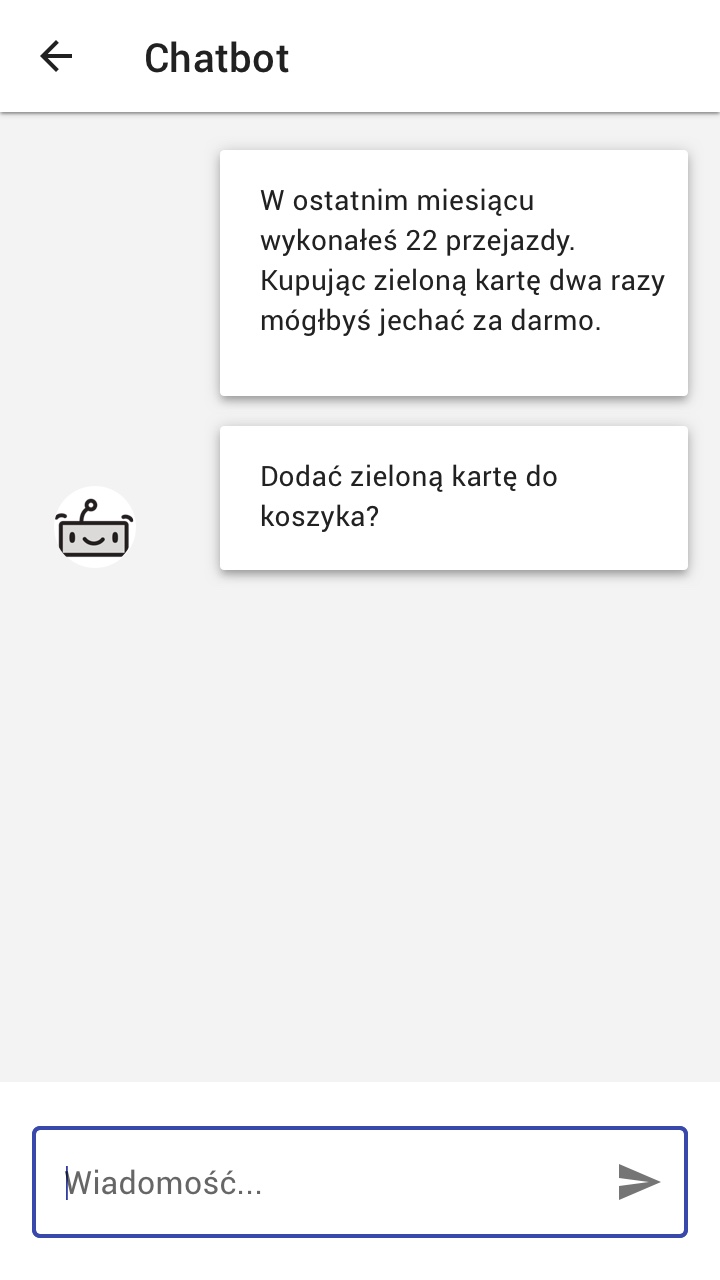 Chatbot
W ostatnim miesiącu
wykonałeś 22 przejazdy.
Kupując zieloną kartę dwa razy
mógłbyś jechać za darmo.
Dodać zieloną kartę do
koszyka?
Wiadomość...